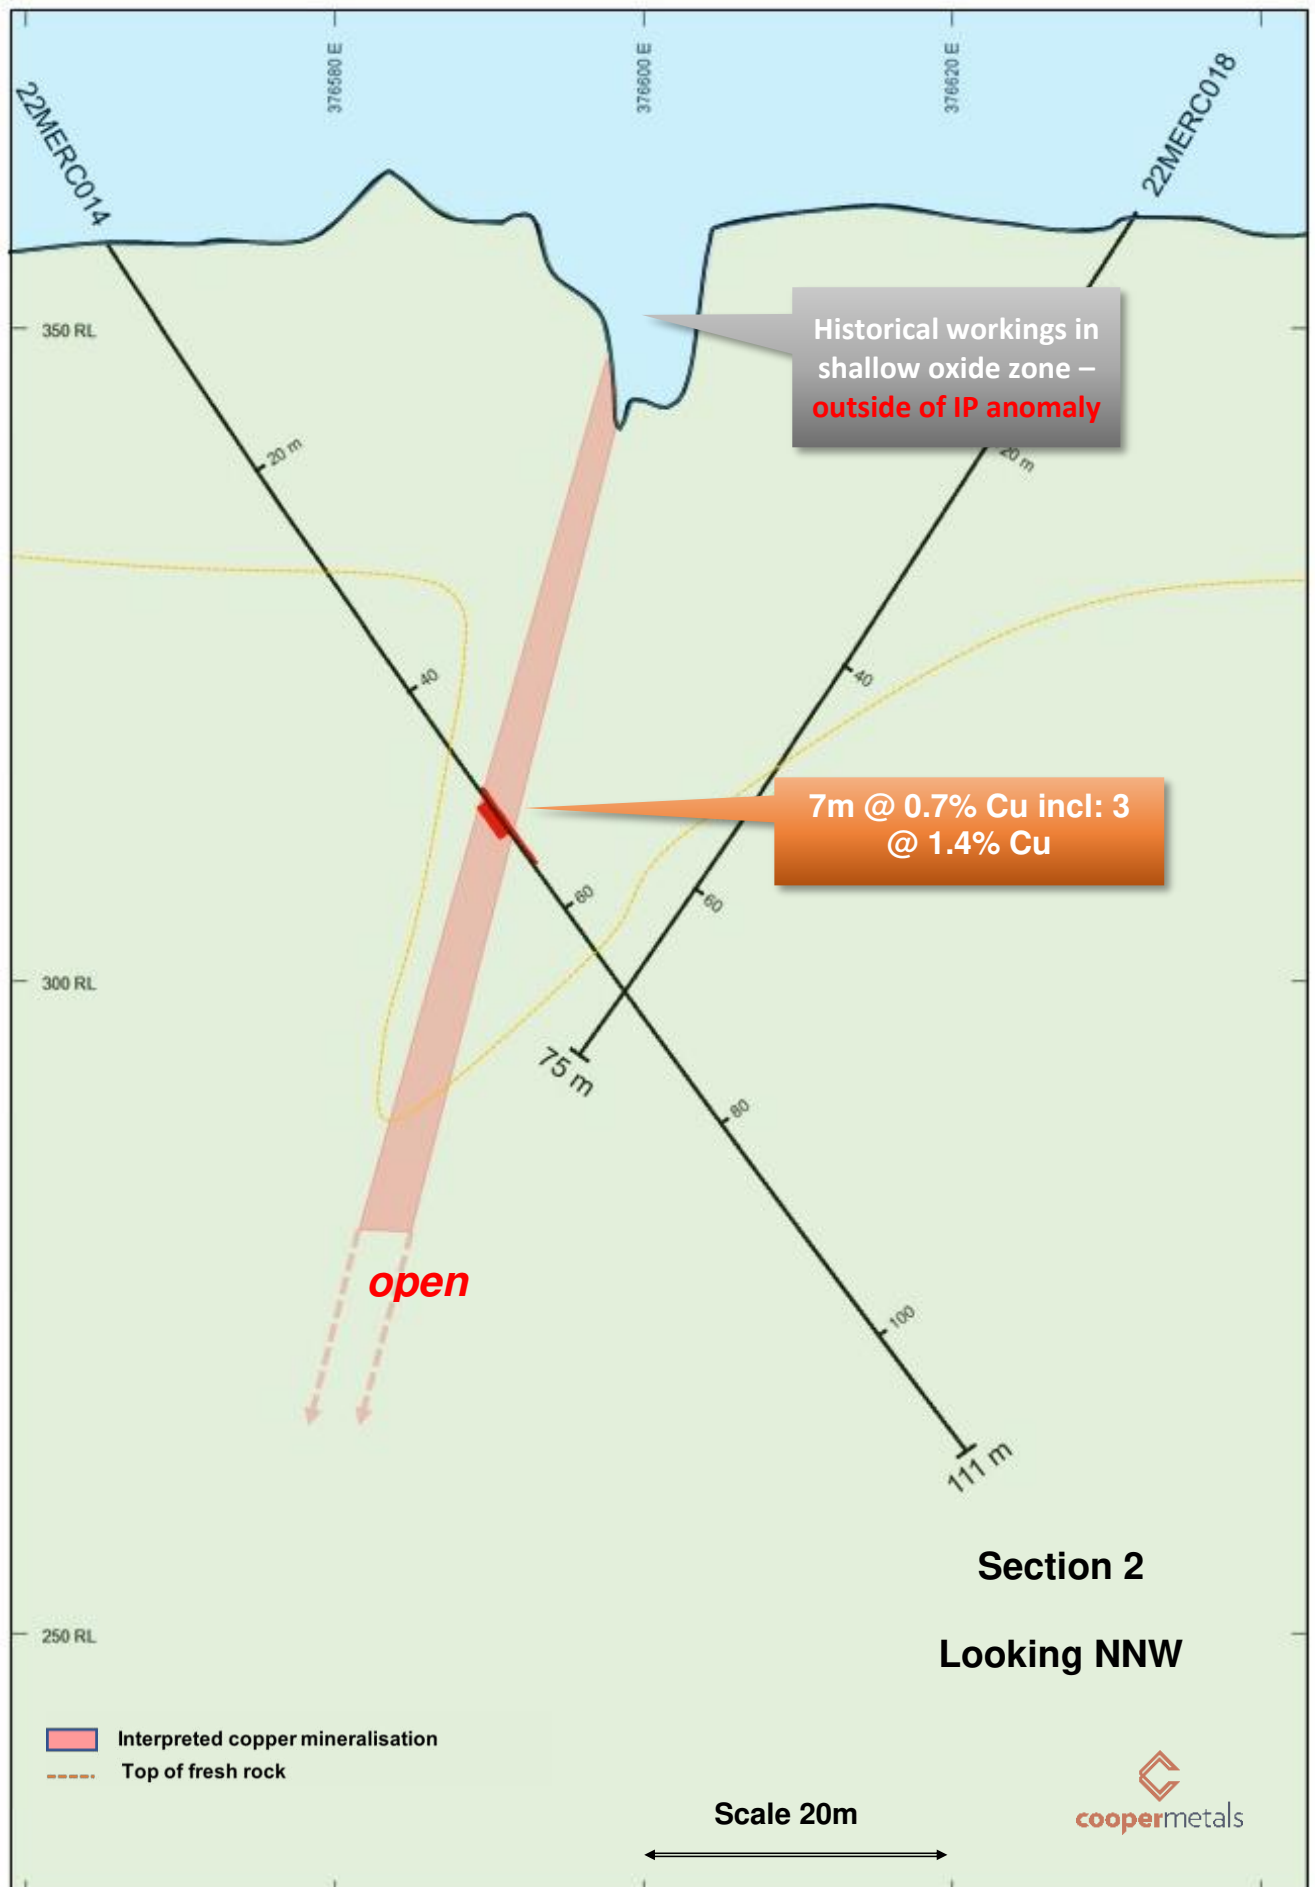 376580 E
376600 E
376620 E
22MERC014
22MERC018
350 RL
Historical workings in
shallow oxide zone –
outside of IP anomaly
20 m
20 m
40
40
7m @ 0.7% Cu incl: 3
@ 1.4% Cu
60
60
300 RL
75 m
80
open
100
111 m
Section 2
250 RL
Looking NNW
Interpreted copper mineralisation
Top of fresh rock
Scale 20m
coopermetals